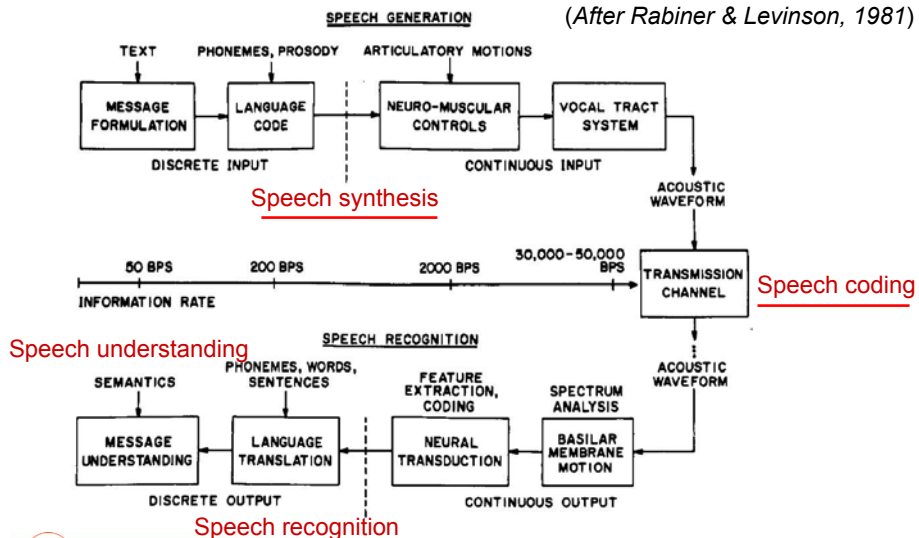 SPEECH GENERATION
(After Rabiner & Levinson, 1981)
TEXT
PHONEMES, PROSODY
ARTICULATORY MOTIONS
MESSAGE
FORMULATION
LANGUAGE
CODE
NEURO-MUSCULAR
CONTROLS
VOCAL TRACT
SYSTEM
DISCRETE INPUT
CONTINUOUS INPUT
Speech synthesis
ACOUSTIC
WAVEFORM
50 BPS
200 BPS
2000 BPS
30,000-50,000
BPS
INFORMATION RATE
TRANSMISSION
CHANNEL
Speech coding
SPEECH RECOGNITION
Speech understanding
SEMANTICS
PHONEMES, WORDS,
SENTENCES
FEATURE
EXTRACTION,
CODING
SPECTRUM
ANALYSIS
ACOUSTIC
WAVEFORM
MESSAGE
UNDERSTANDING
LANGUAGE
TRANSLATION
NEURAL
TRANSDUCTION
BASILAR
MEMBRANE
MOTION
DISCRETE OUTPUT
CONTINUOUS OUTPUT
Speech recognition